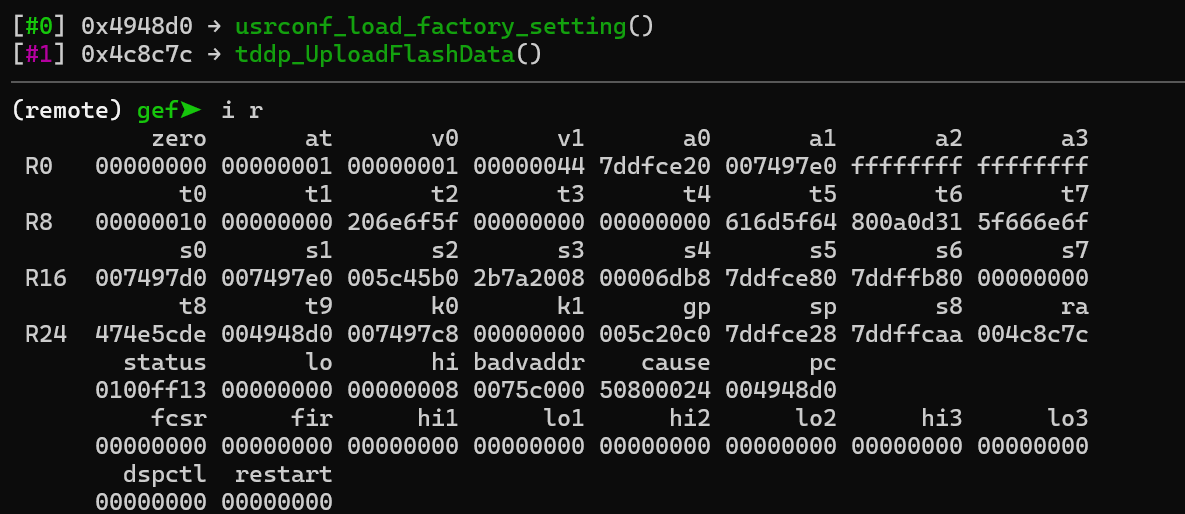 [#0] 0x4948d0 → usrconf_load_factory_setting()
[#1] 0x4c8c7c → tddp_UploadFlashData()
(remote) gef➤  i r
          zero       at       v0       v1       a0       a1       a2       a3
 R0   00000000 00000001 00000001 00000044 7ddfce20 007497e0 ffffffff ffffffff
            t0       t1       t2       t3       t4       t5       t6       t7
 R8   00000010 00000000 206e6f5f 00000000 00000000 616d5f64 800a0d31 5f666e6f
            s0       s1       s2       s3       s4       s5       s6       s7
 R16  007497d0 007497e0 005c45b0 2b7a2008 00006db8 7ddfce80 7ddffb80 00000000
            t8       t9       k0       k1       gp       sp       s8       ra
 R24  474e5cde 004948d0 007497c8 00000000 005c20c0 7ddfce28 7ddffcaa 004c8c7c
        status       lo       hi badvaddr    cause       pc
      0100ff13 00000000 00000008 0075c000 50800024 004948d0
          fcsr      fir      hi1      lo1      hi2      lo2      hi3      lo3
      00000000 00000000 00000000 00000000 00000000 00000000 00000000 00000000
        dspctl  restart
      00000000 00000000